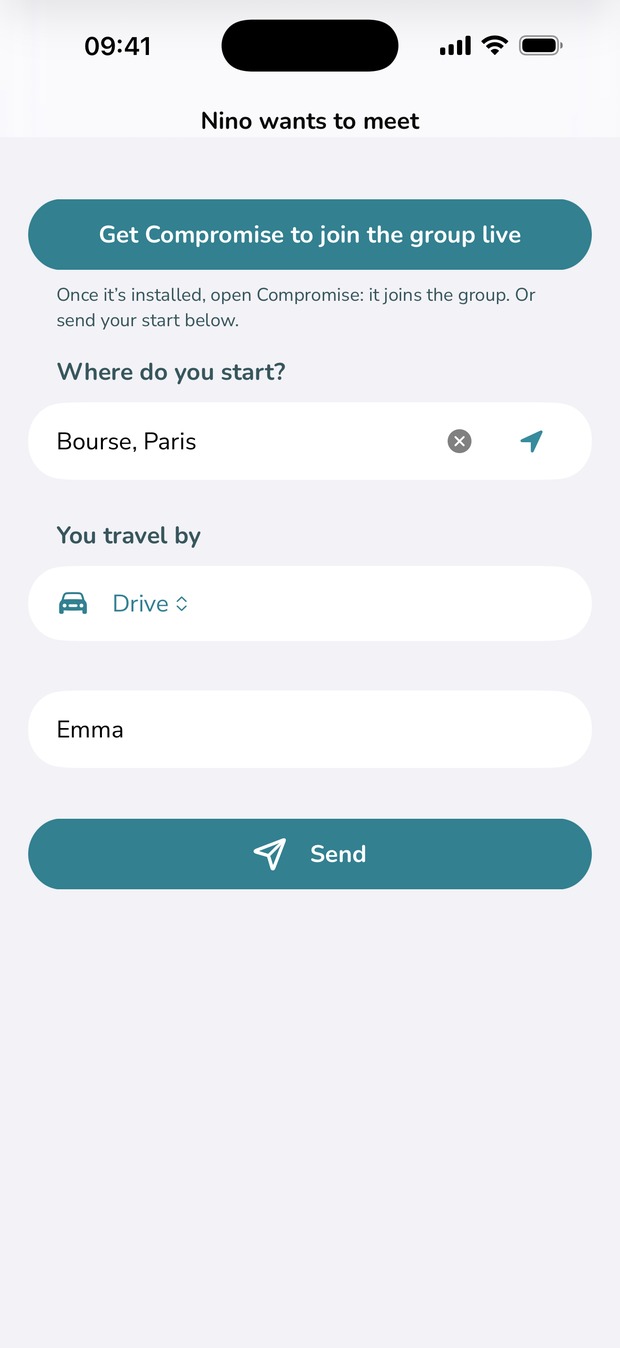 09:41
Nino wants to meet
Get Compromise to join the group live
Once it’s installed, open Compromise: it joins the group. Or
send your start below.
Where do you start?
Bourse, Paris
You travel by
Drive
Emma
Send